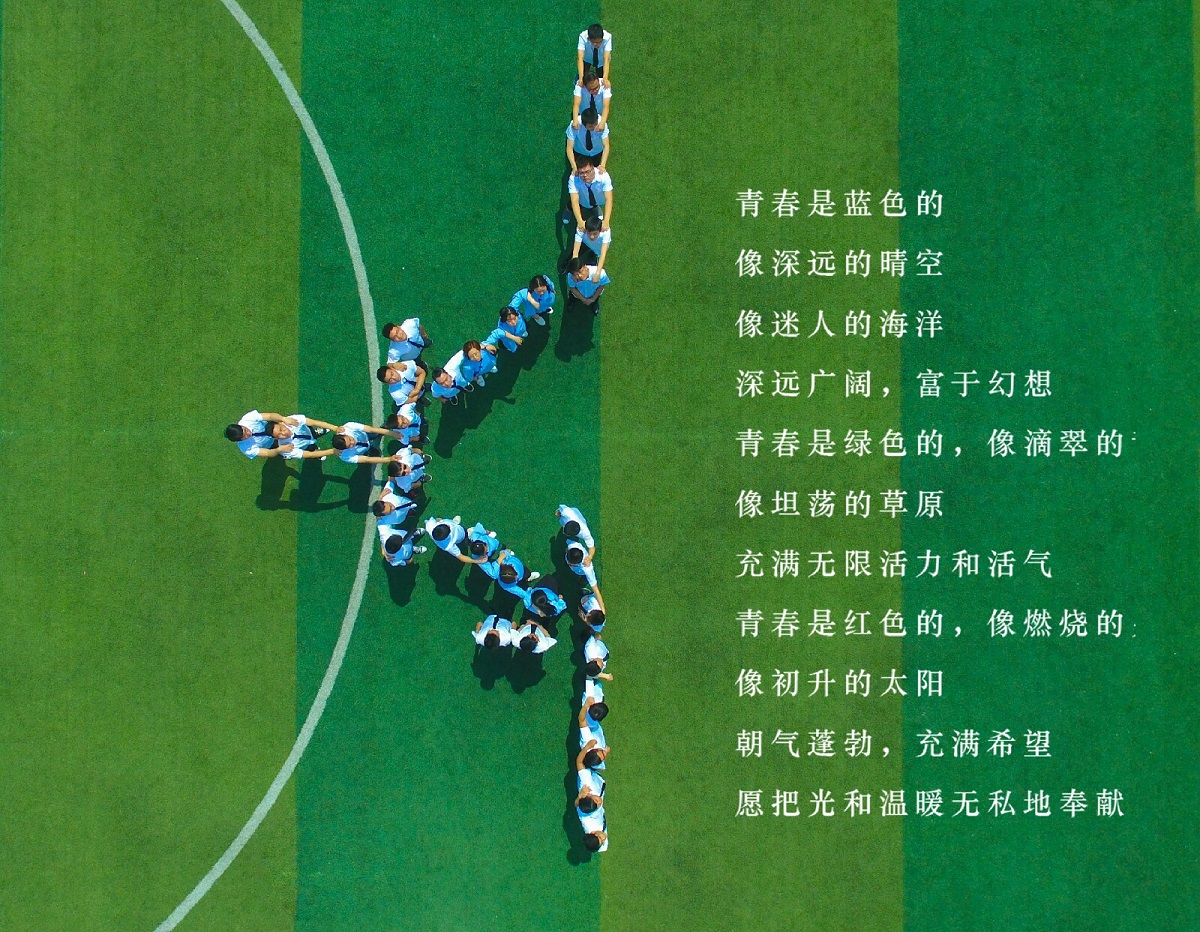 青春是蓝色的
像深远的晴空
像迷人的海洋
深远广阔，富于幻想
青春是绿色的，像滴翠的
像坦荡的草原
充满无限活力和活气
青春是红色的，像燃烧的
像初升的太阳
朝气蓬勃，充满希望
愿把光和温暖无私地奉献